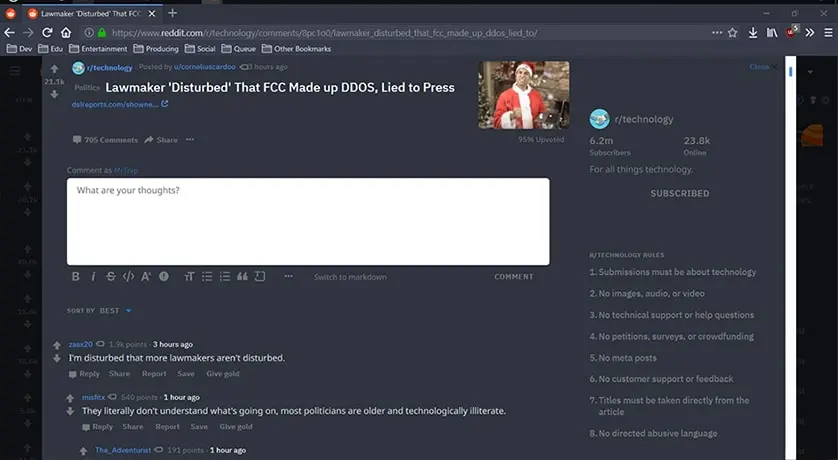 Lawmaker 'Disturbed' That FCC
https://www.reddit.com/r/technology/comments/8pc1o0/lawmaker_disturbed_that_fcc_made_up_ddos_lied_to/
Dev
Edu
Entertainment
Producing
Social
Queue
Other Bookmarks
21.1k
r/technology · Posted by u/corneliuscardoo 3 hours ago
Close
Politics Lawmaker 'Disturbed' That FCC Made up DDOS, Lied to Press
dslreports.com/showne...
705 Comments Share
95% Upvoted
r/technology
6.2m 23.8k
Subscribers Online
For all things technology.
SUBSCRIBED
Comment as MrTrip
What are your thoughts?
Switch to markdown
COMMENT
SORT BY BEST
R/TECHNOLOGY RULES
1. Submissions must be about technology
2. No images, audio, or video
3. No technical support or help questions
4. No petitions, surveys, or crowdfunding
5. No meta posts
6. No customer support or feedback
7. Titles must be taken directly from the
article
8. No directed abusive language
zasx20 1.9k points · 3 hours ago
I'm disturbed that more lawmakers aren't disturbed.
Reply Share Report Save Give gold
misfitx 540 points · 1 hour ago
They literally don't understand what's going on, most politicians are older and technologically illiterate.
Reply Share Report Save Give gold
The_Adventurist 191 points · 1 hour ago